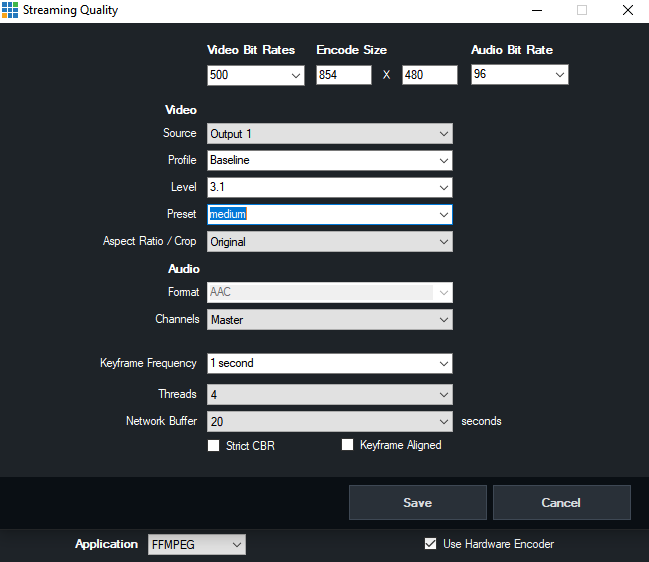 Streaming Quality
Video Bit Rates Encode Size Audio Bit Rate
500 854 X 480 96
Video
Source Output 1
Profile Baseline
Level 3.1
Preset medium
Aspect Ratio / Crop Original
Audio
Format AAC
Channels Master
Keyframe Frequency 1 second
Threads 4
Network Buffer 20 seconds
Strict CBR Keyframe Aligned
Save Cancel
Application FFMPEG Use Hardware Encoder